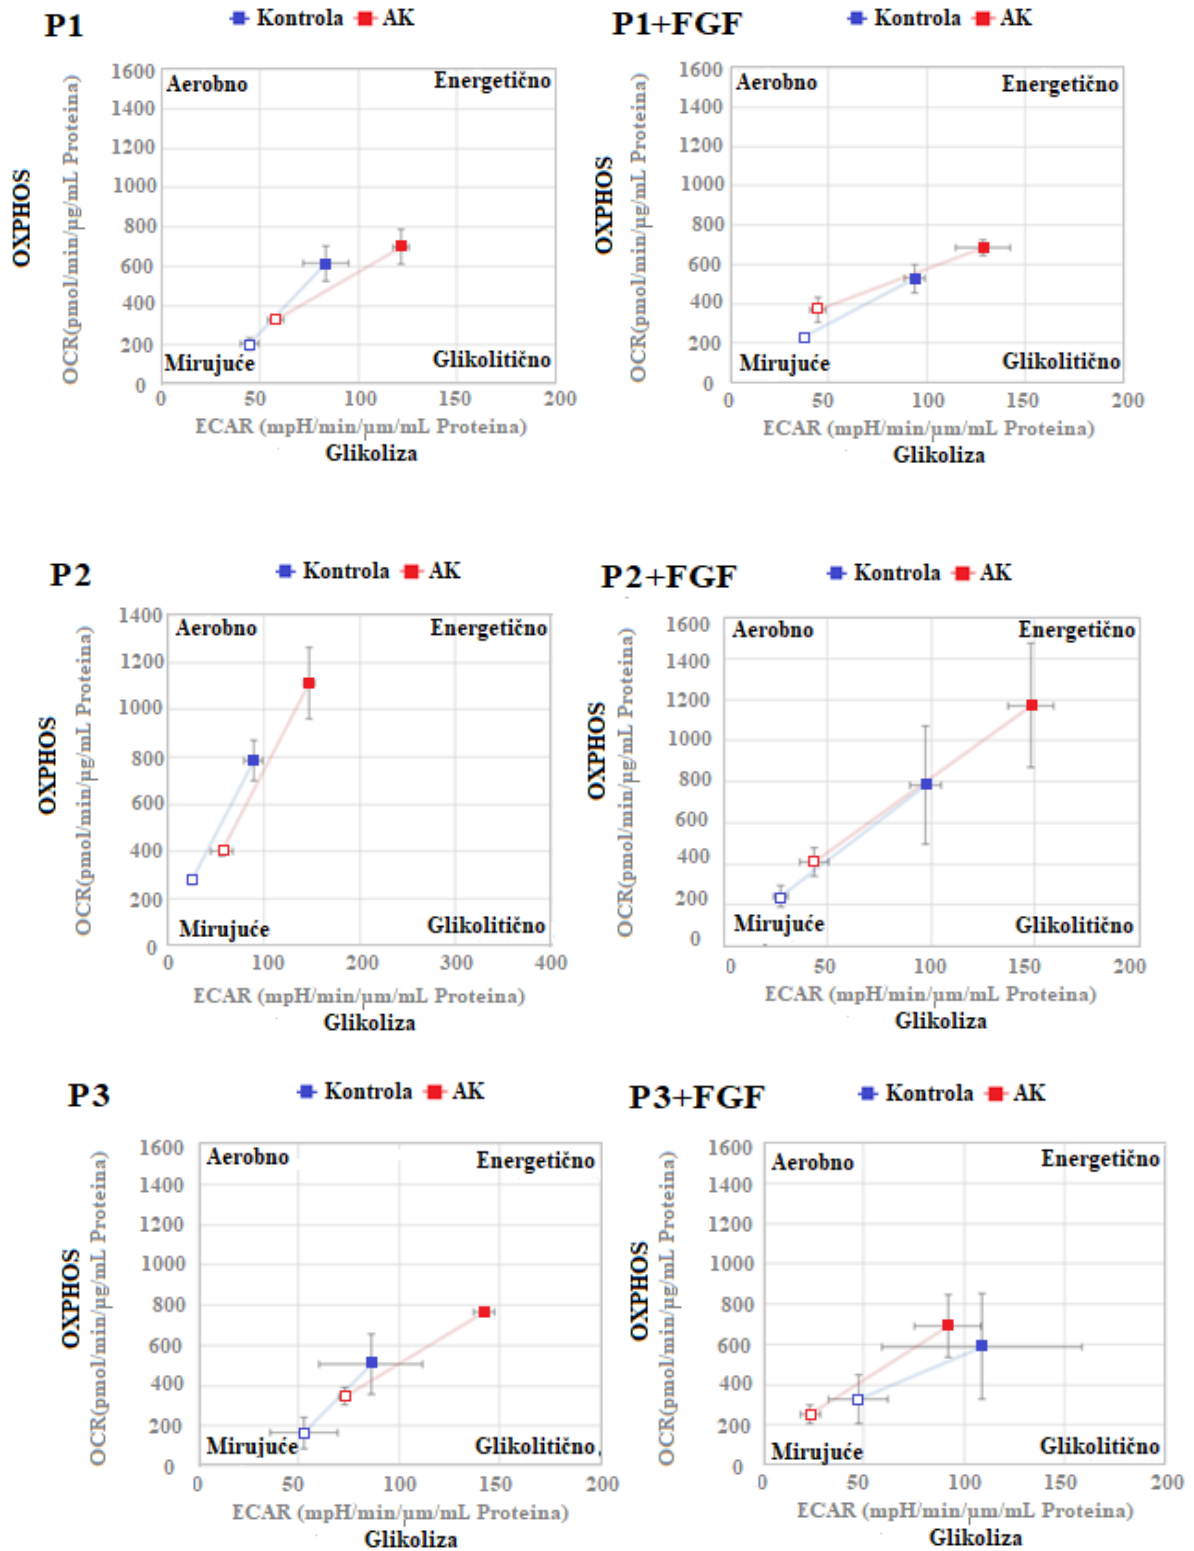 P1
Kontrola AK
OXPHOS
OCR(pmol/min/µg/mL Proteina)
1600
1400
1200
1000
800
600
400
200
0
Aerobno
Energetično
Mirujuće
Glikolitično
0 50 100 150 200
ECAR (mpH/min/µm/mL Proteina)
Glikoliza
P1+FGF
Kontrola AK
OXPHOS
OCR(pmol/min/µg/mL Proteina)
1600
1400
1200
1000
800
600
400
200
0
Aerobno
Energetično
Mirujuće
Glikolitično
0 50 100 150 200
ECAR (mpH/min/µm/mL Proteina)
Glikoliza
P2
Kontrola AK
OXPHOS
OCR(pmol/min/µg/mL Proteina)
1400
1200
1000
800
600
400
200
0
Aerobno
Energetično
Mirujuće
Glikolitično
0 100 200 300 400
ECAR (mpH/min/µm/mL Proteina)
Glikoliza
P2+FGF
Kontrola AK
OXPHOS
OCR(pmol/min/µg/mL Proteina)
1600
1400
1200
1000
800
600
400
200
0
Aerobno
Energetično
Mirujuće
Glikolitično
0 50 100 150 200
ECAR (mpH/min/µm/mL Proteina)
Glikoliza
P3
Kontrola AK
OXPHOS
OCR(pmol/min/µg/mL Proteina)
1600
1400
1200
1000
800
600
400
200
0
Aerobno
Energetično
Mirujuće
Glikolitično.
0 50 100 150 200
ECAR (mpH/min/µm/mL Proteina)
Glikoliza
P3+FGF
Kontrola AK
OXPHOS
OCR(pmol/min/µg/mL Proteina)
1600
1400
1200
1000
800
600
400
200
0
Aerobno
Energetično
Mirujuće
Glikolitično
0 50 100 150 200
ECAR (mpH/min/µm/mL Proteina)
Glikoliza